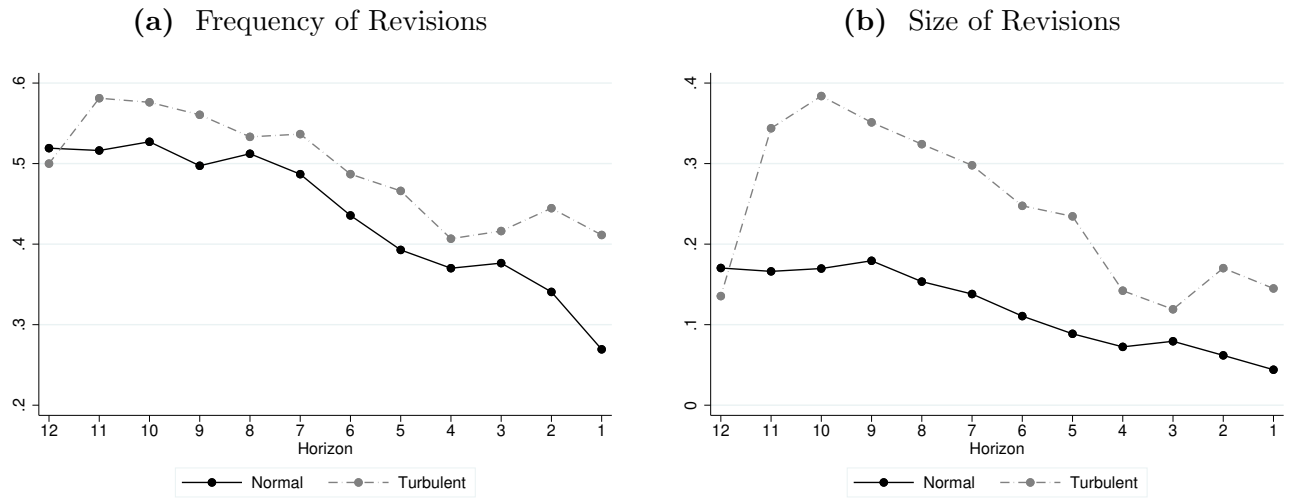 (a) Frequency of Revisions
.6
.5
.4
.3
.2
12 11 10 9 8 7 6 5 4 3 2 1
Horizon
Normal Turbulent
(b) Size of Revisions
.4
.3
.2
.1
0
12 11 10 9 8 7 6 5 4 3 2 1
Horizon
Normal Turbulent